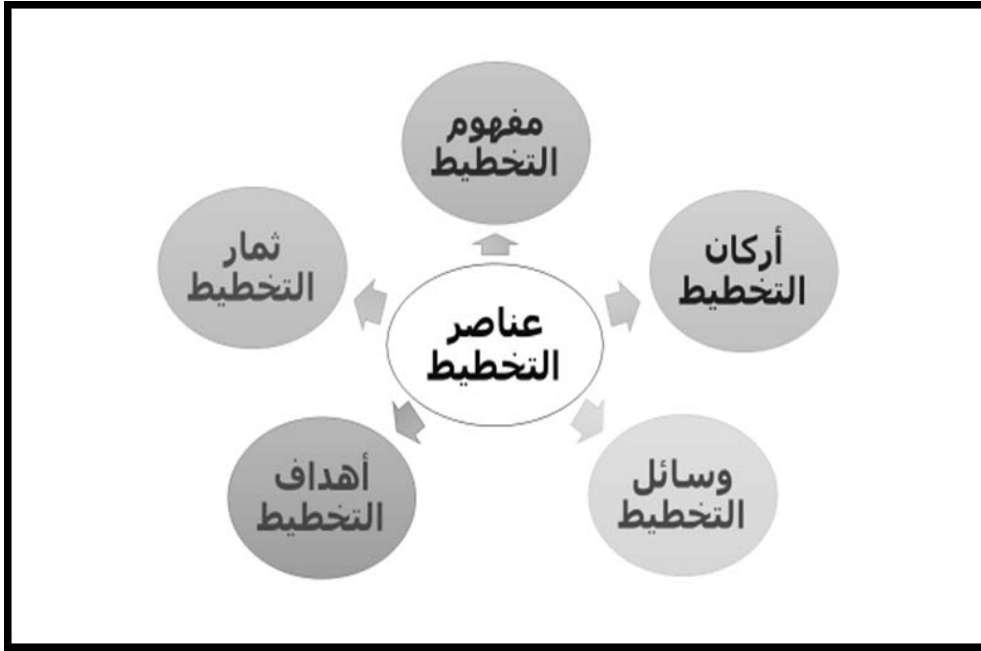 مفهوم
التخطيط
أركان
التخطيط
وسائل
التخطيط
أهداف
التخطيط
ثمار
التخطيط
عناصر
التخطيط